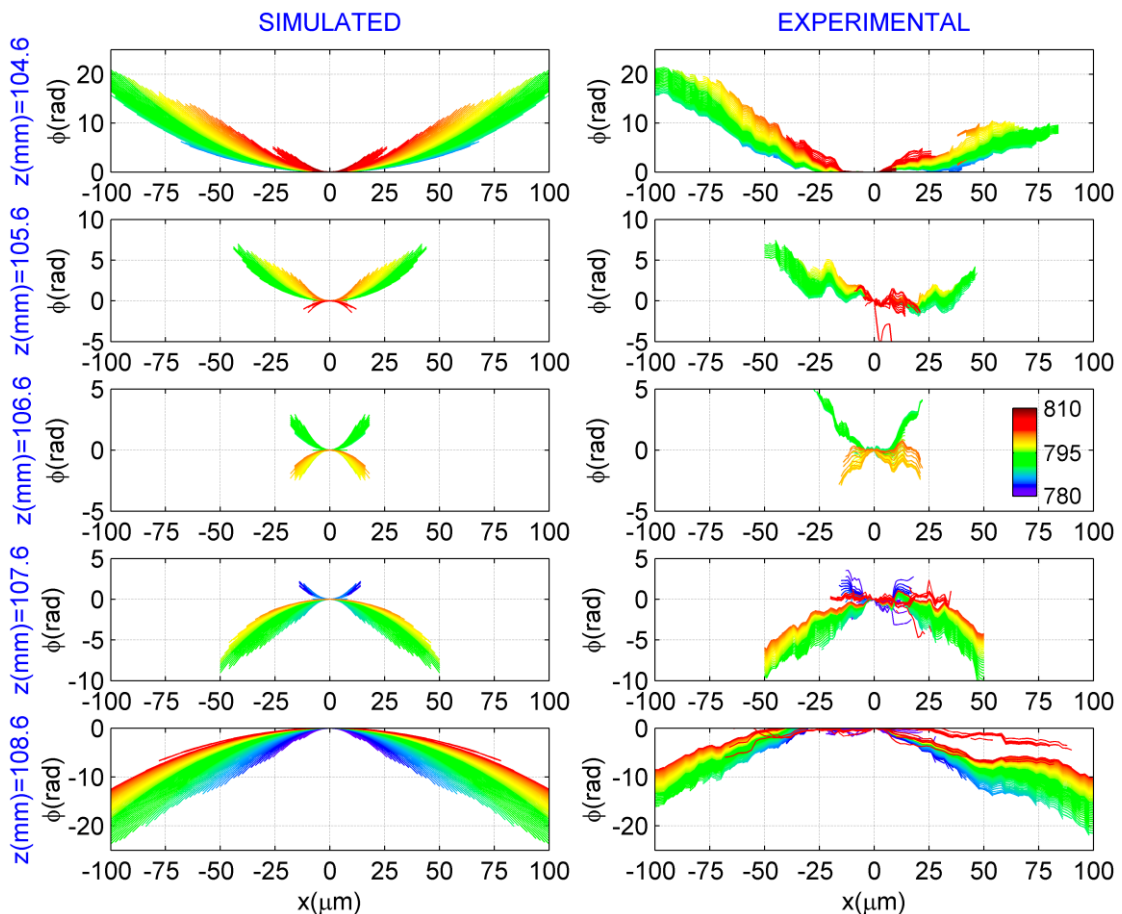 SIMULATED EXPERIMENTAL
z(mm)=104.6 ϕ(rad) 20 10 0 ϕ(rad) 20 10 0
-100 -75 -50 -25 0 25 50 75 100 -100 -75 -50 -25 0 25 50 75 100
z(mm)=105.6 ϕ(rad) 10 5 0 -5 ϕ(rad) 10 5 0 -5
-100 -75 -50 -25 0 25 50 75 100 -100 -75 -50 -25 0 25 50 75 100
z(mm)=106.6 ϕ(rad) 5 0 -5 ϕ(rad) 5 0 -5 810 795 780
-100 -75 -50 -25 0 25 50 75 100 -100 -75 -50 -25 0 25 50 75 100
z(mm)=107.6 ϕ(rad) 5 0 -5 -10 ϕ(rad) 5 0 -5 -10
-100 -75 -50 -25 0 25 50 75 100 -100 -75 -50 -25 0 25 50 75 100
z(mm)=108.6 ϕ(rad) 0 -10 -20 ϕ(rad) 0 -10 -20
-100 -75 -50 -25 0 25 50 75 100 -100 -75 -50 -25 0 25 50 75 100
x(μm) x(μm)